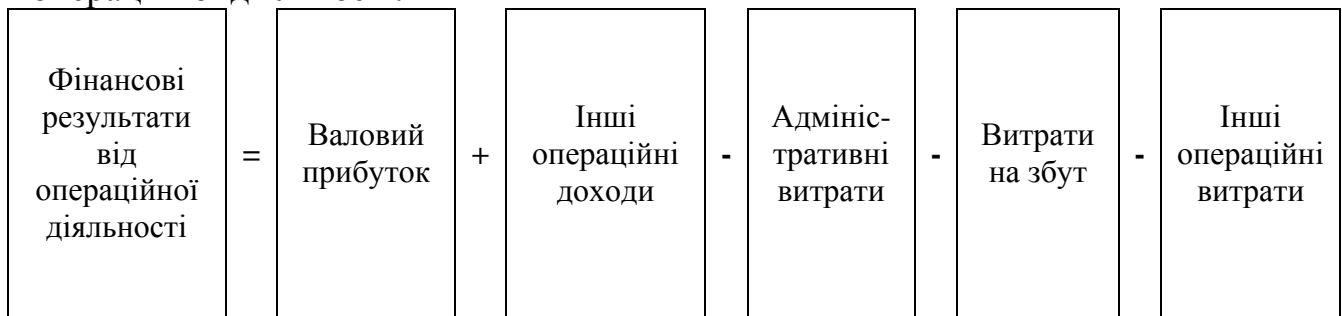 Фінансові
результати
від
операційної
діяльності
=
Валовий
прибуток
+
Інші
операційні
доходи
-
Адмініс-
тративні
витрати
-
Витрати
на збут
-
Інші
операційні
витрати